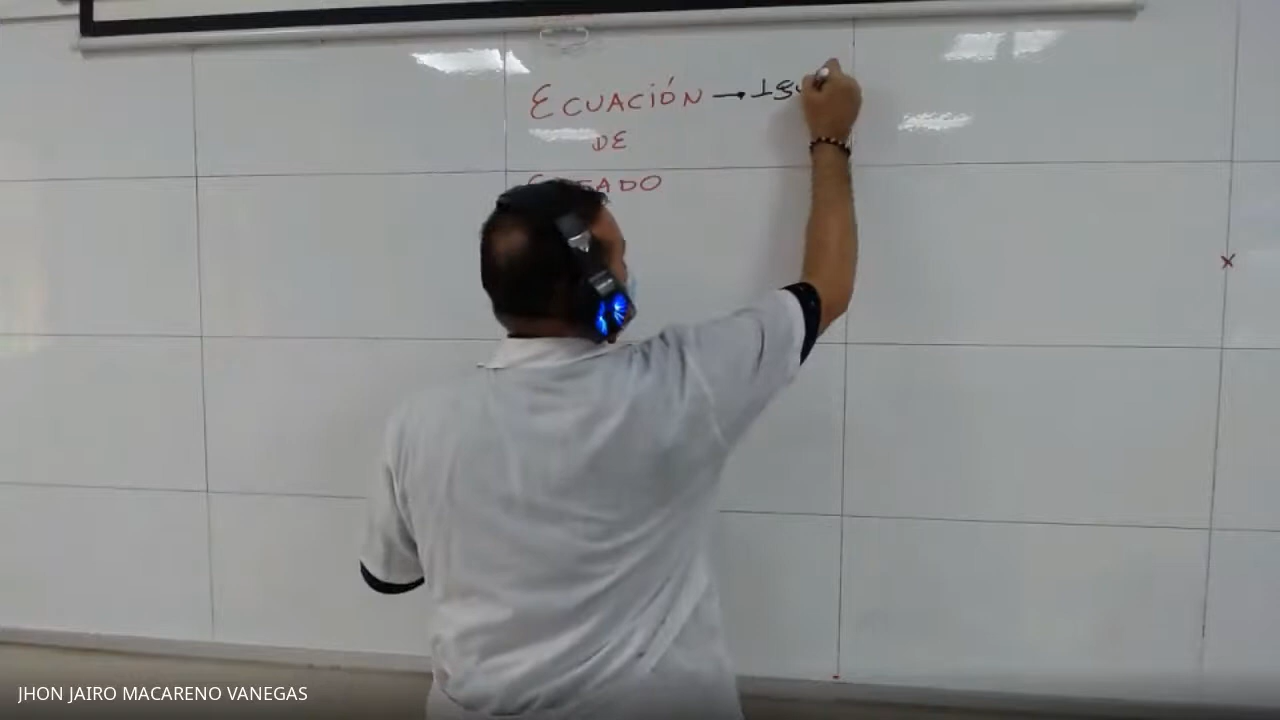 ECUACIÓN →
DE
JHON JAIRO MACARENO VANEGAS